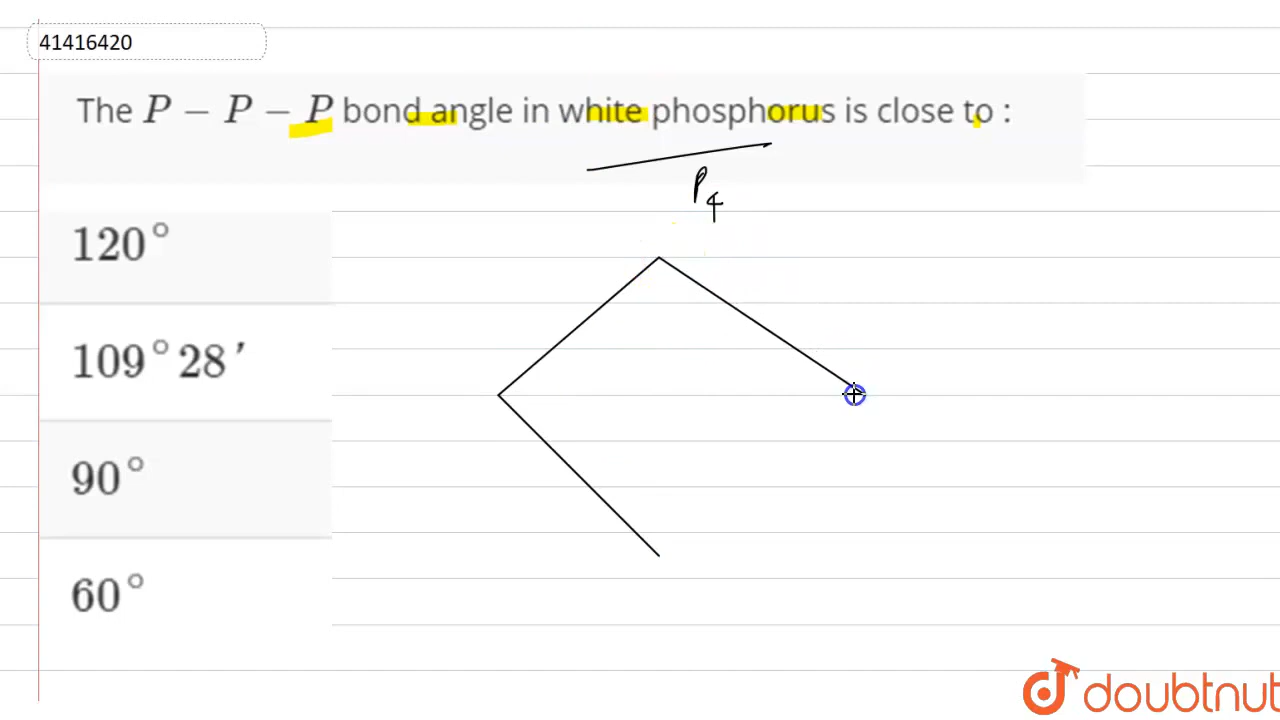 41416420
The P − P − P bond angle in white phosphorus is close to :
P4
120°
109°28′
90°
60°
doubtnut